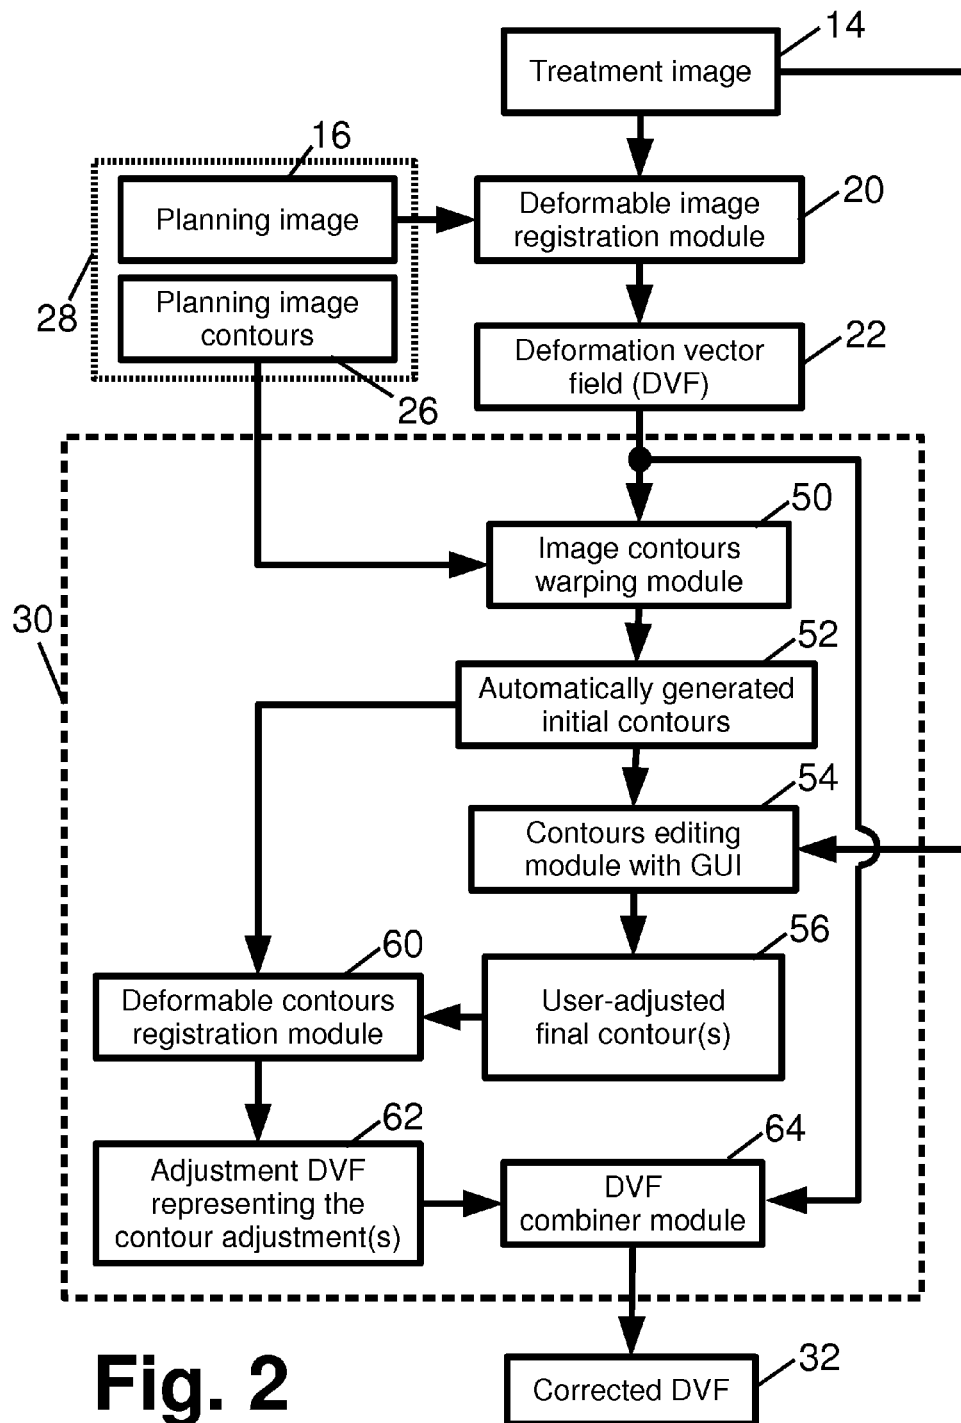 14
Treatment image
16
Planning image
20
Deformable image
registration module
28
Planning image
contours
26
22
Deformation vector
field (DVF)
50
Image contours
warping module
30
52
Automatically generated
initial contours
54
Contours editing
module with GUI
56
User-adjusted
final contour(s)
60
Deformable contours
registration module
62
Adjustment DVF
representing the
contour adjustment(s)
64
DVF
combiner module
32
Corrected DVF
Fig. 2